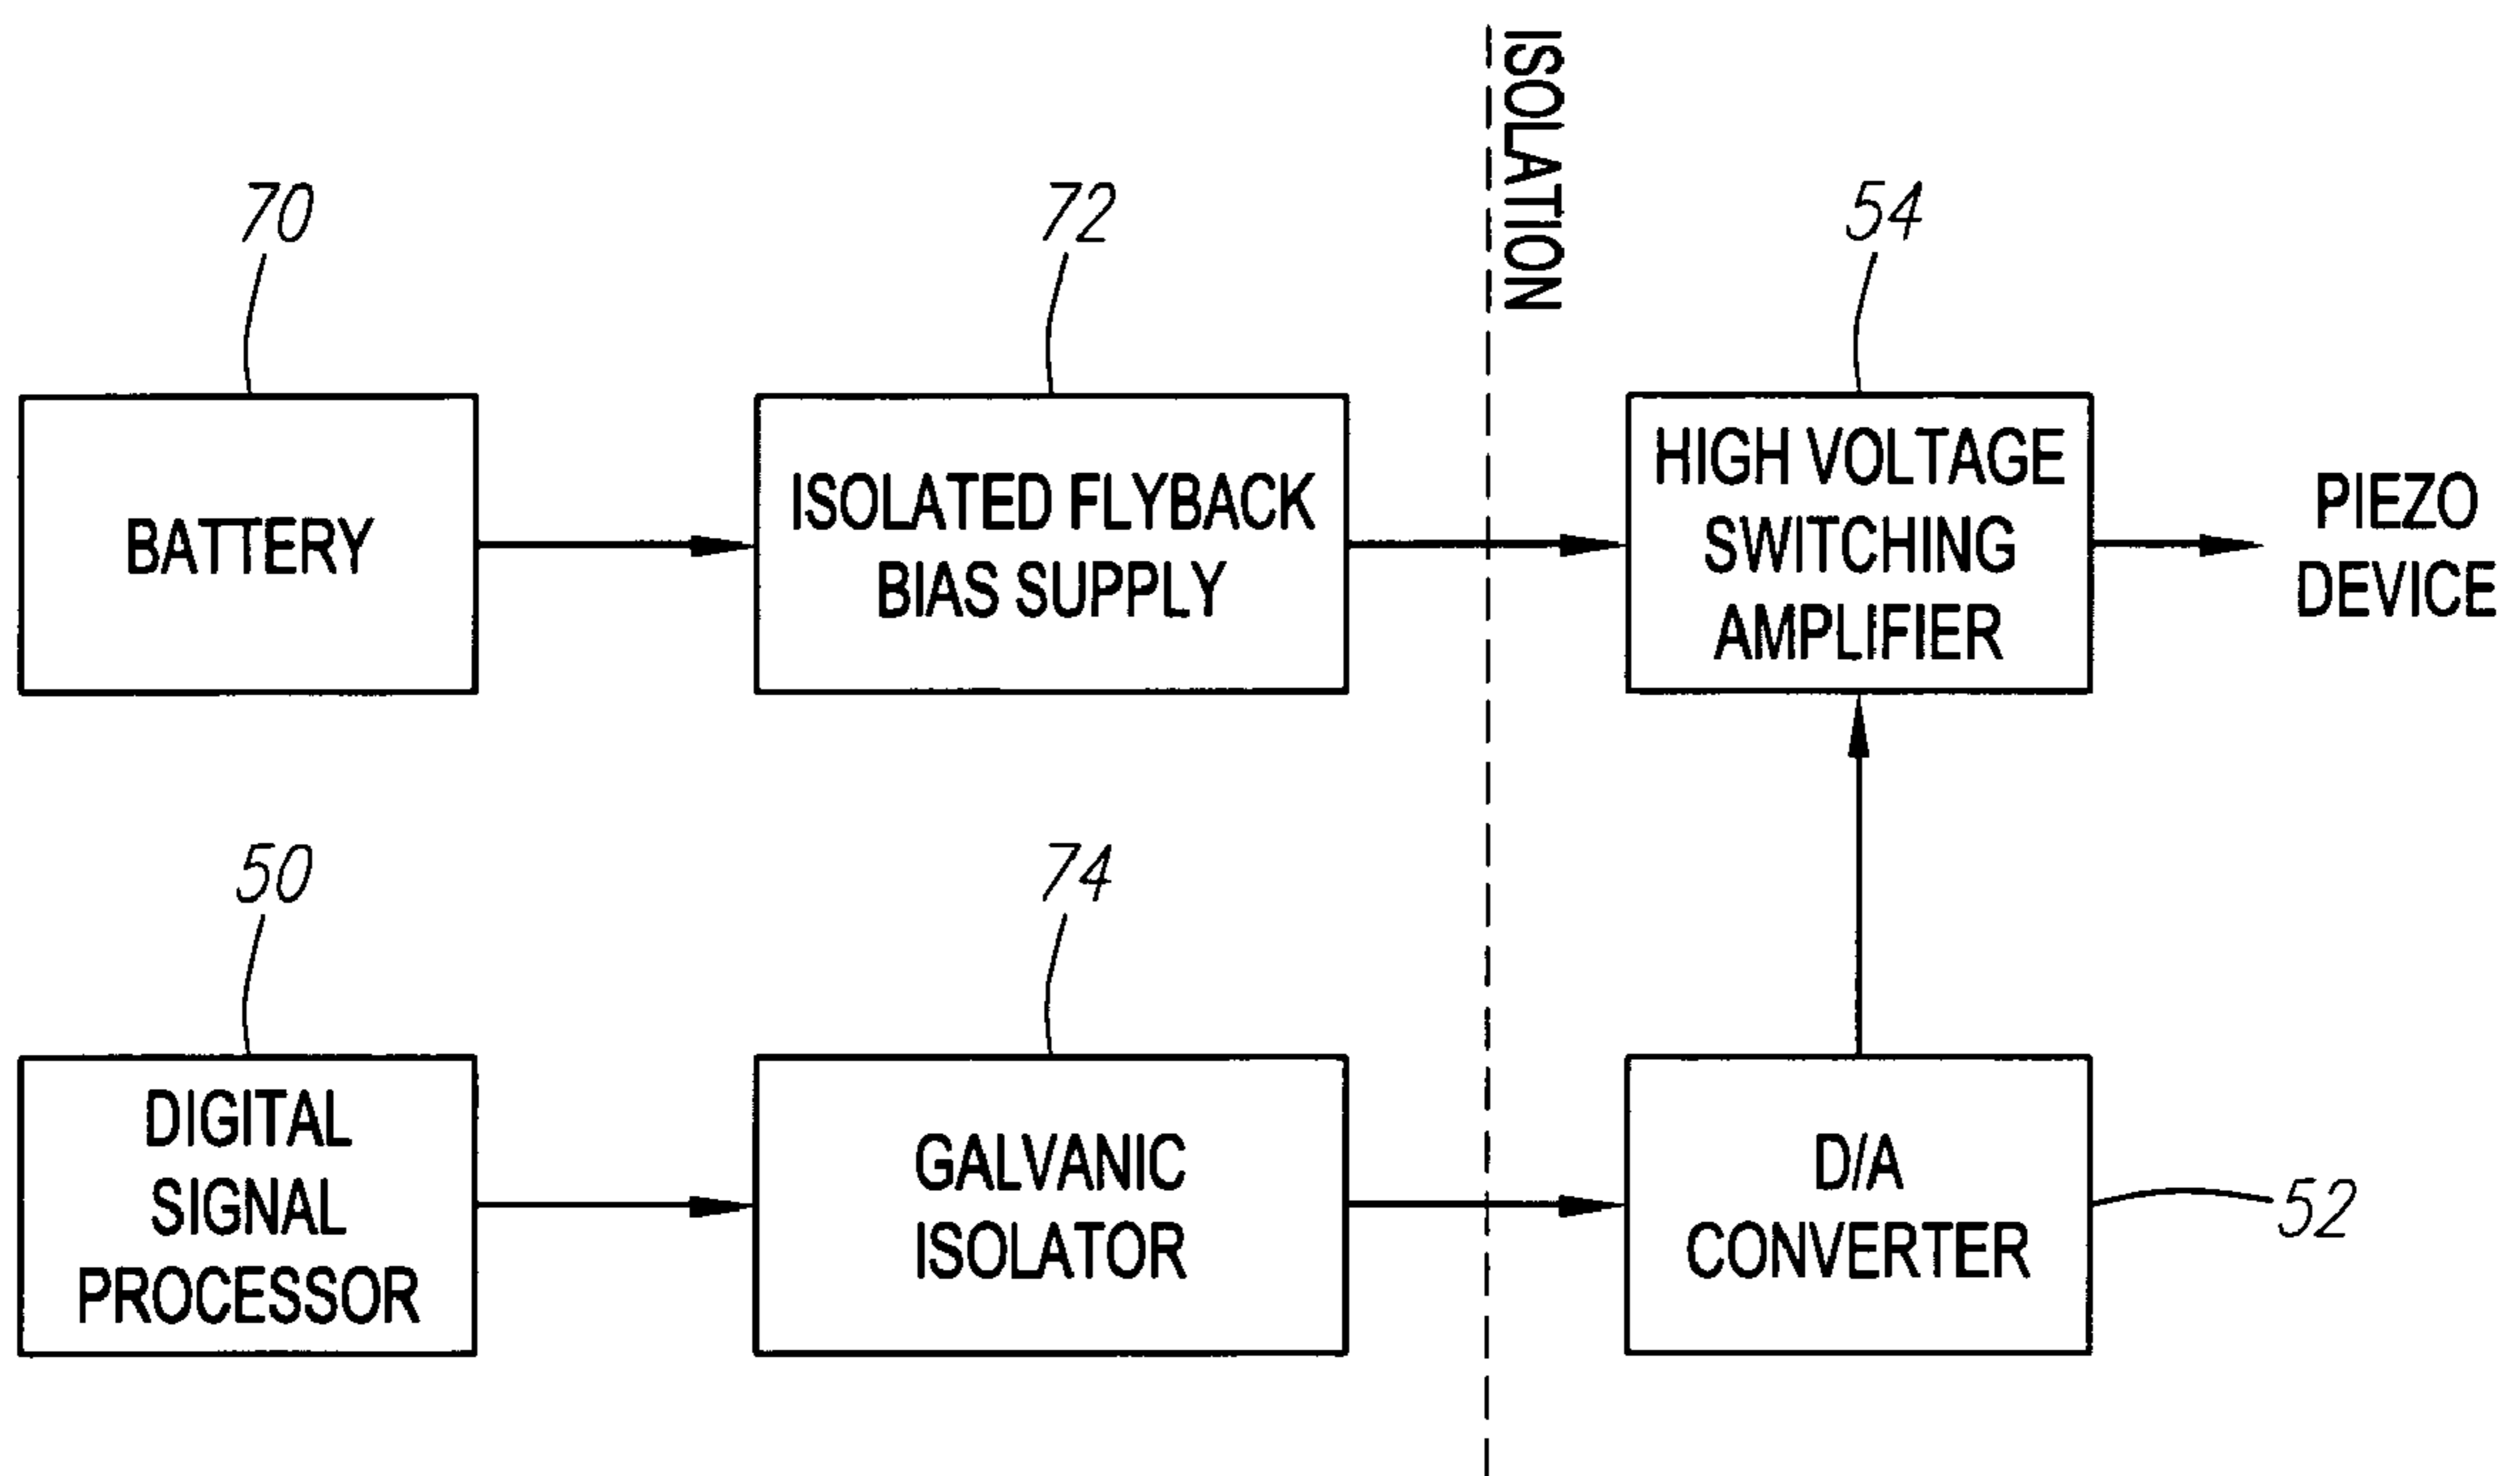 ISOLATION
70
72
54
BATTERY
ISOLATED FLYBACK
BIAS SUPPLY
HIGH VOLTAGE
SWITCHING
AMPLIFIER
PIEZO
DEVICE
50
74
DIGITAL
SIGNAL
PROCESSOR
GALVANIC
ISOLATOR
D/A
CONVERTER
52